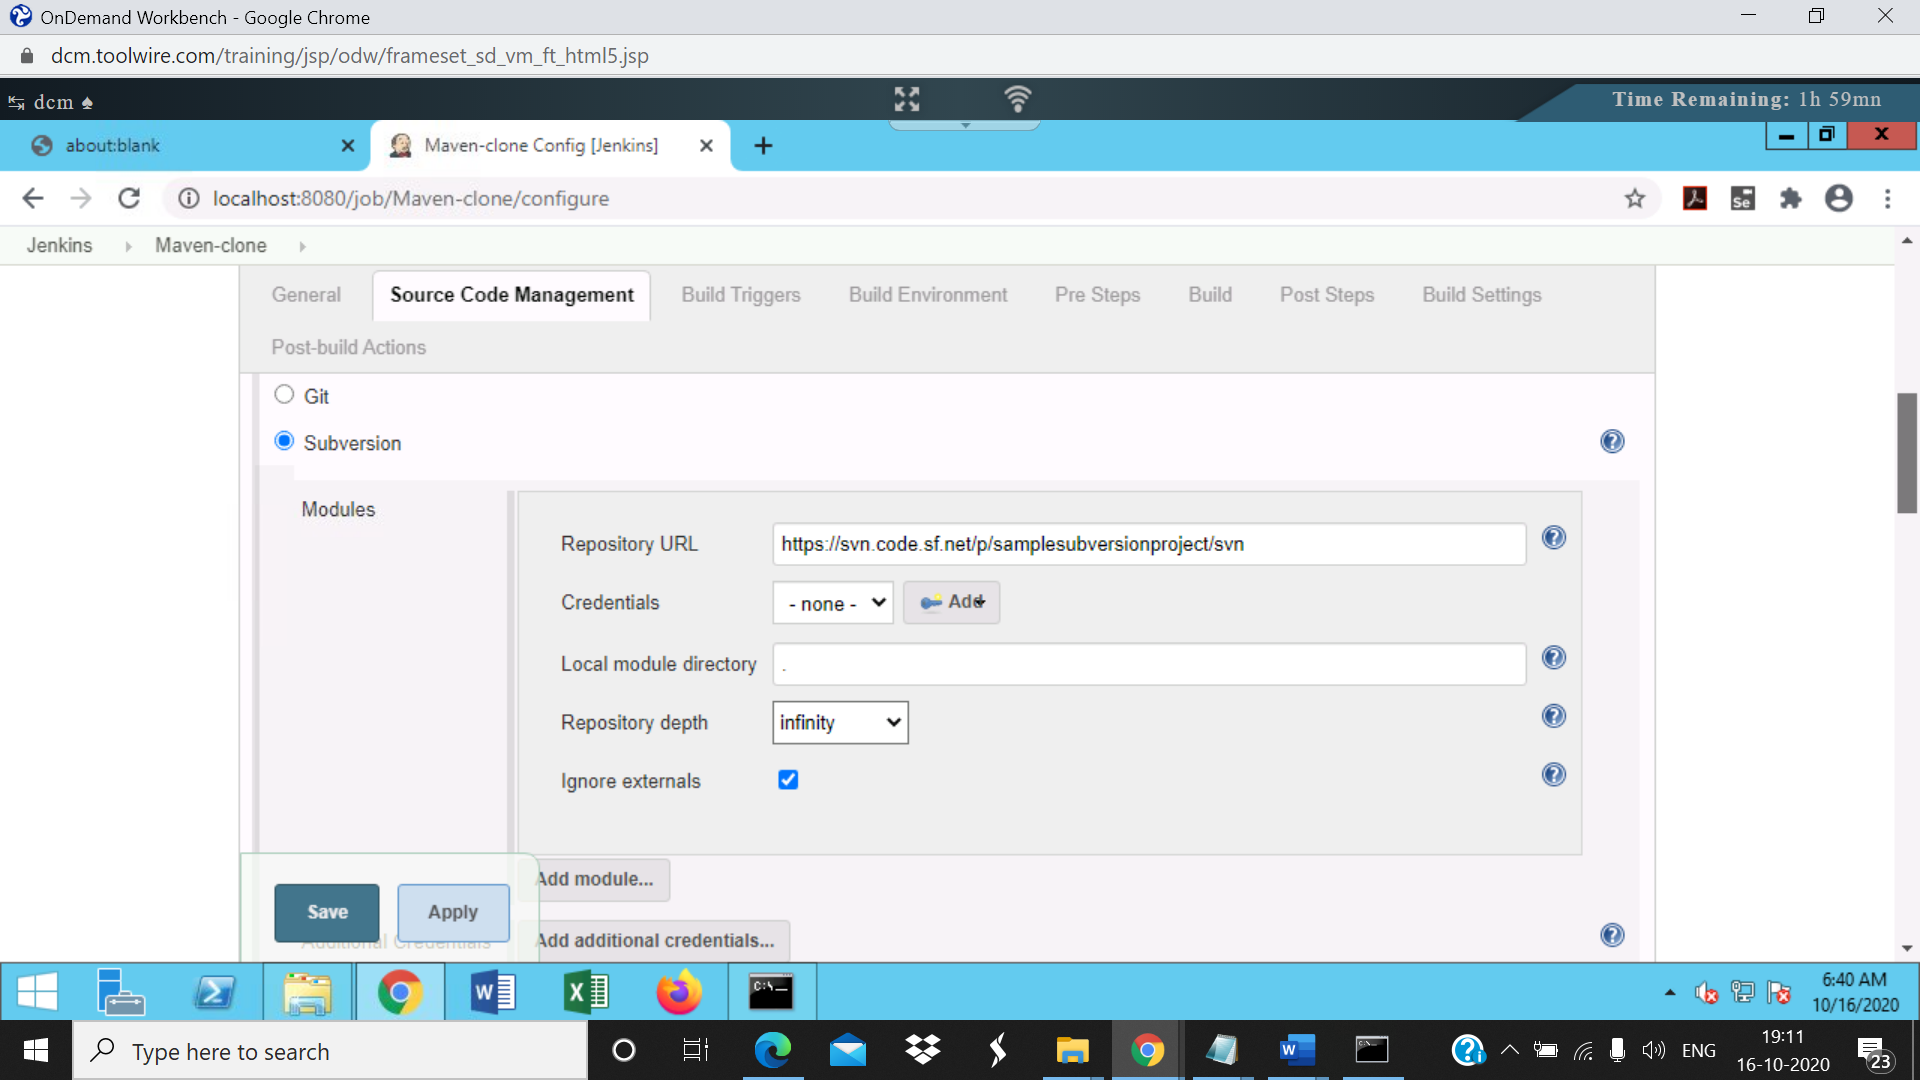 OnDemand Workbench - Google Chrome
dcm.toolwire.com/training/jsp/odw/frameset_sd_vm_ft_html5.jsp
dcm ♠
Time Remaining: 1h 59mn
about:blank
Maven-clone Config [Jenkins]
localhost:8080/job/Maven-clone/configure
Se
Jenkins
Maven-clone
General
Source Code Management
Build Triggers
Build Environment
Pre Steps
Build
Post Steps
Build Settings
Post-build Actions
Git
Subversion
Modules
Repository URL
https://svn.code.sf.net/p/samplesubversionproject/svn
Credentials
- none -
Add
Local module directory
.
Repository depth
infinity
Ignore externals
Add module...
Save
Apply
Additional Credentials
Add additional credentials...
6:40 AM
10/16/2020
Type here to search
ENG
19:11
16-10-2020
23